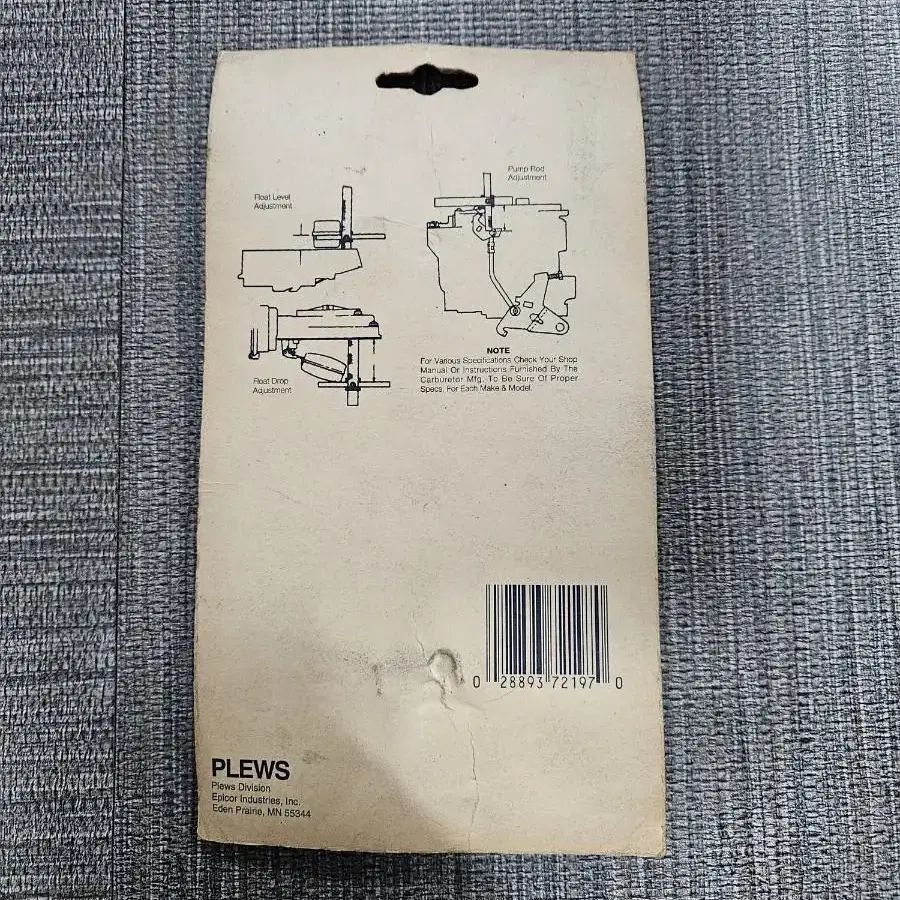 Float Level
Adjustment
Pump Rod
Adjustment
Float Drop
Adjustment
NOTE
For Various Specifications Check Your Shop
Manual Or Instructions Furnished By The
Carbureter Mfg. To Be Sure Of Proper
Specs. For Each Make & Model.
0 28893 72197 0
PLEWS
Plews Division
Epicor Industries, Inc.
Eden Prairie, MN 55344